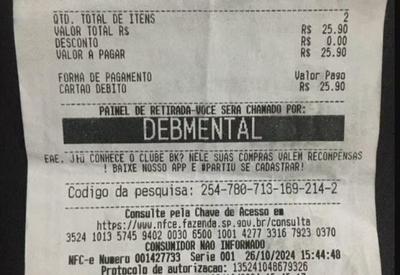 QTD. TOTAL DE ITENS 2
VALOR TOTAL R$ R$ 25.90
DESCONTO R$ 0.00
VALOR A PAGAR R$ 25.90
FORMA DE PAGAMENTO Valor Pago
CARTAO DEBITO R$ 25.90
PAINEL DE RETIRADA-VOCE SERA CHAMADO POR:
DEBMENTAL
EAE, CONHECE O CLUBE BK? NELE SUAS COMPRAS VALEM RECOMPENSAS
! BAIXE NOSSO APP E #PARTIU SE CADASTRAR!
Codigo da pesquisa: 254-780-713-169-214-2
Consulte pela Chave de Acesso em
https://www.nfce.fazenda.sp.gov.br/consulta
3524 1013 5745 9402 0030 6500 1001 4277 3316 7923 0370
CONSUMIDOR NAO INFORMADO
NFC-e Numero 001427733 Serie 001 26/10/2024 15:44:48
Protocolo de autorizacao: 135241048679326